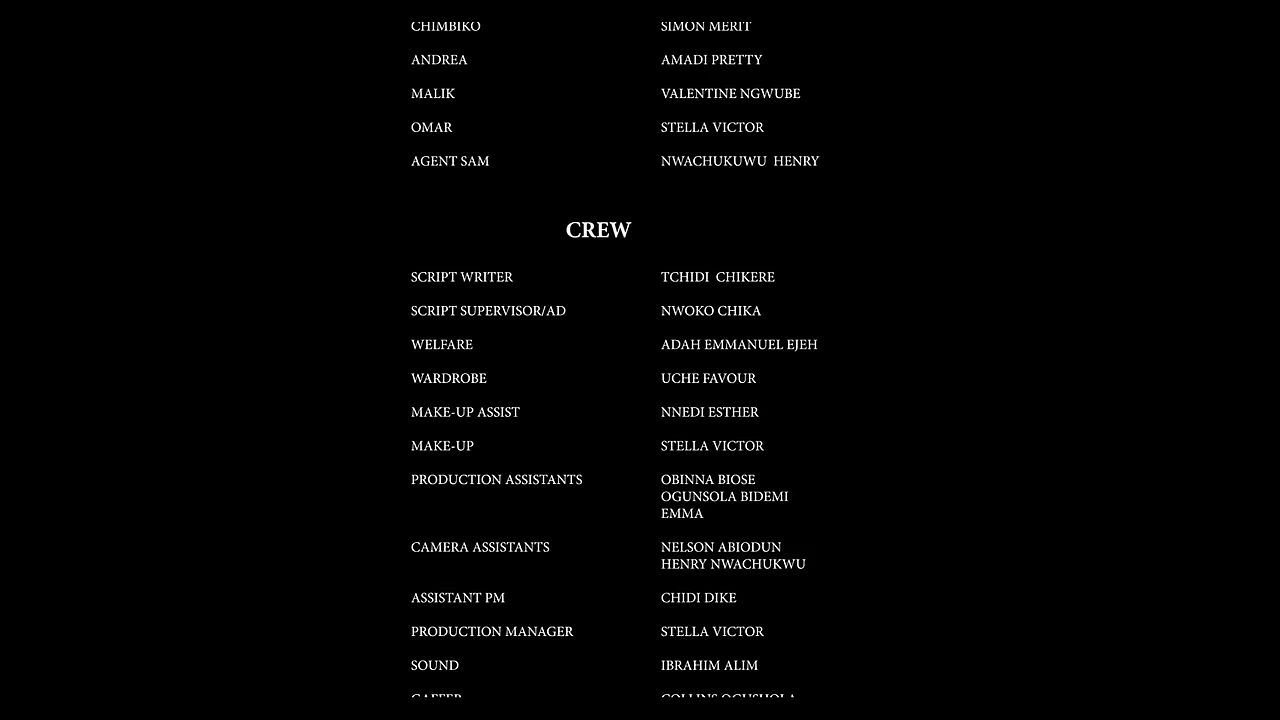 CHIMBIKO SIMON MERIT
ANDREA AMADI PRETTY
MALIK VALENTINE NGWUBE
OMAR STELLA VICTOR
AGENT SAM NWACHUKUWU HENRY
CREW
SCRIPT WRITER TCHIDI CHIKERE
SCRIPT SUPERVISOR/AD NWOKO CHIKA
WELFARE ADAH EMMANUEL EJEH
WARDROBE UCHE FAVOUR
MAKE-UP ASSIST NNEDI ESTHER
MAKE-UP STELLA VICTOR
PRODUCTION ASSISTANTS OBINNA BIOSE
OGUNSOLA BIDEMI
EMMA
CAMERA ASSISTANTS NELSON ABIODUN
HENRY NWACHUKWU
ASSISTANT PM CHIDI DIKE
PRODUCTION MANAGER STELLA VICTOR
SOUND IBRAHIM ALIM
GAFFER COLLINS